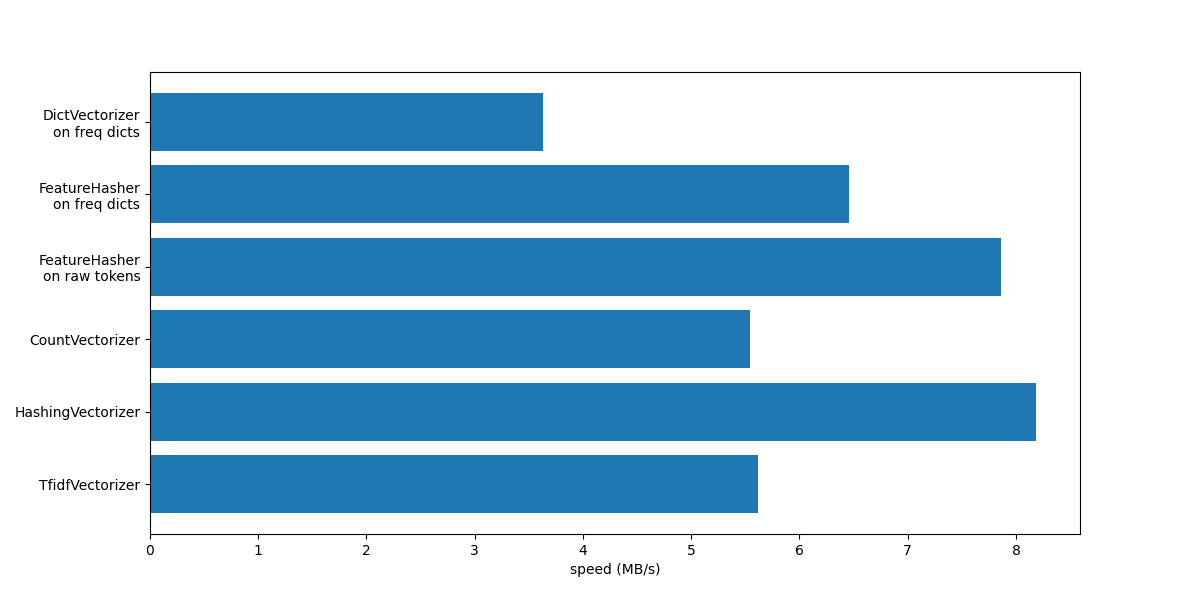 DictVectorizer
on freq dicts
FeatureHasher
on freq dicts
FeatureHasher
on raw tokens
CountVectorizer
HashingVectorizer
TfidfVectorizer
0 1 2 3 4 5 6 7 8
speed (MB/s)